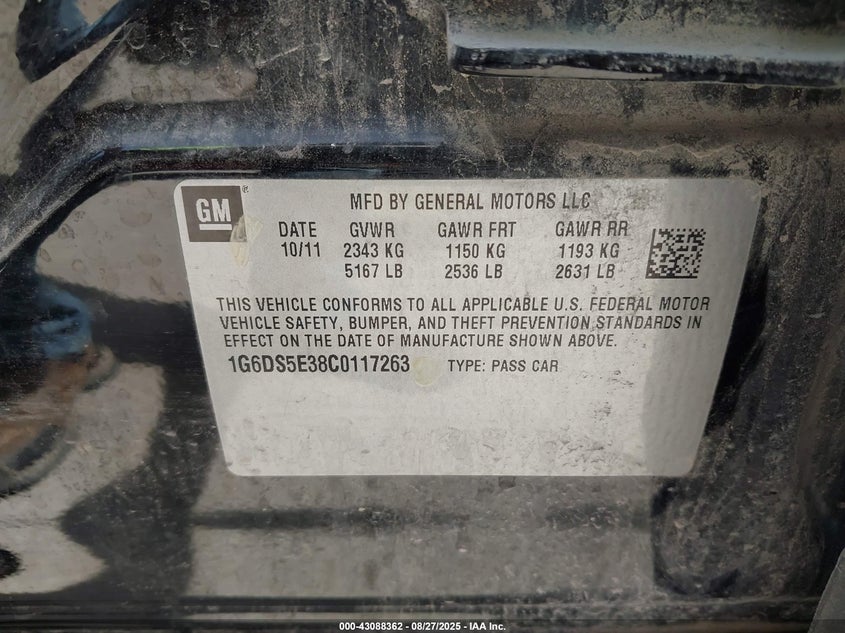 GM ®
MFD BY GENERAL MOTORS LLC
DATE GVWR GAWR FRT GAWR RR
10/11 2343 KG 1150 KG 1193 KG
5167 LB 2536 LB 2631 LB
THIS VEHICLE CONFORMS TO ALL APPLICABLE U.S. FEDERAL MOTOR
VEHICLE SAFETY, BUMPER, AND THEFT PREVENTION STANDARDS IN
EFFECT ON THE DATE OF MANUFACTURE SHOWN ABOVE.
1G6DS5E38C0117263 TYPE: PASS CAR
000-43088362 - 08/27/2025 - IAA Inc.